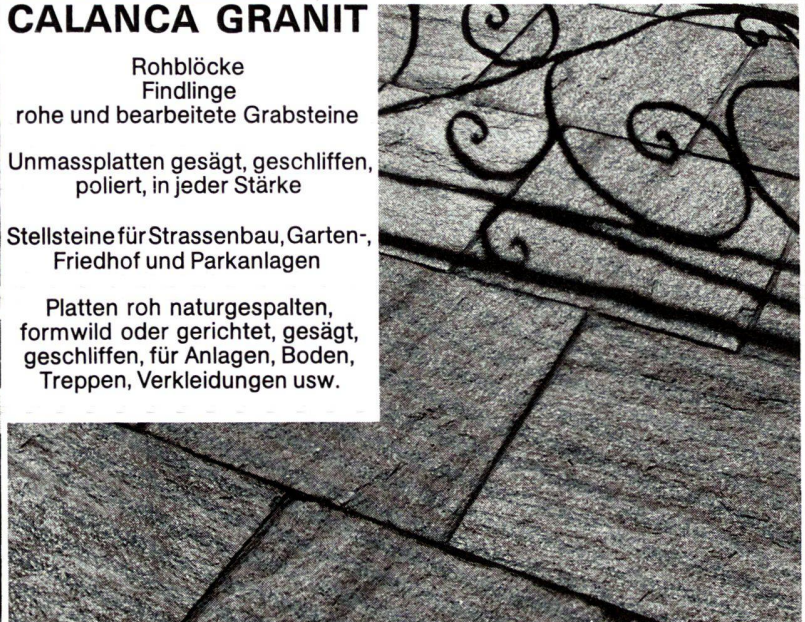 CALANCA GRANIT
Rohblöcke
Findlinge
rohe und bearbeitete Grabsteine
Unmassplatten gesägt, geschliffen,
poliert, in jeder Stärke
Stellsteine für Strassenbau, Garten-,
Friedhof und Parkanlagen
Platten roh naturgespalten,
formwild oder gerichtet, gesägt,
geschliffen, für Anlagen, Boden,
Treppen, Verkleidungen usw.